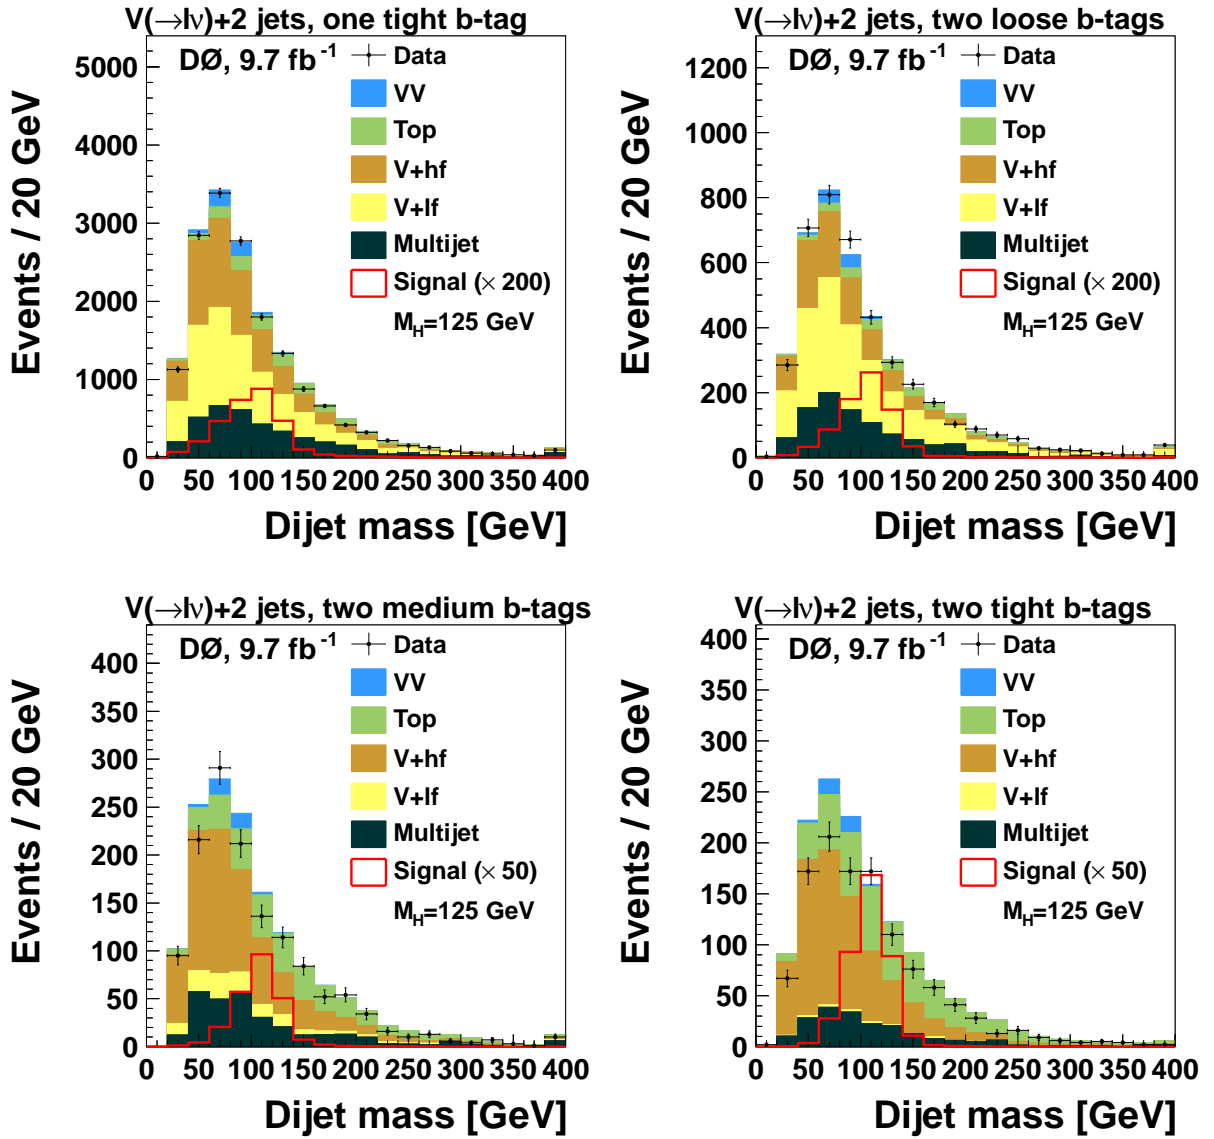 V(→lν)+2 jets, one tight b-tag
DØ, 9.7 fb⁻¹
Data
VV
Top
V+hf
V+lf
Multijet
Signal (× 200)
M_H=125 GeV
Events / 20 GeV
5000
4000
3000
2000
1000
0
0 50 100 150 200 250 300 350 400
Dijet mass [GeV]
V(→lν)+2 jets, two loose b-tags
DØ, 9.7 fb⁻¹
Data
VV
Top
V+hf
V+lf
Multijet
Signal (× 200)
M_H=125 GeV
Events / 20 GeV
1200
1000
800
600
400
200
0
0 50 100 150 200 250 300 350 400
Dijet mass [GeV]
V(→lν)+2 jets, two medium b-tags
DØ, 9.7 fb⁻¹
Data
VV
Top
V+hf
V+lf
Multijet
Signal (× 50)
M_H=125 GeV
Events / 20 GeV
400
350
300
250
200
150
100
50
0
0 50 100 150 200 250 300 350 400
Dijet mass [GeV]
V(→lν)+2 jets, two tight b-tags
DØ, 9.7 fb⁻¹
Data
VV
Top
V+hf
V+lf
Multijet
Signal (× 50)
M_H=125 GeV
Events / 20 GeV
400
350
300
250
200
150
100
50
0
0 50 100 150 200 250 300 350 400
Dijet mass [GeV]